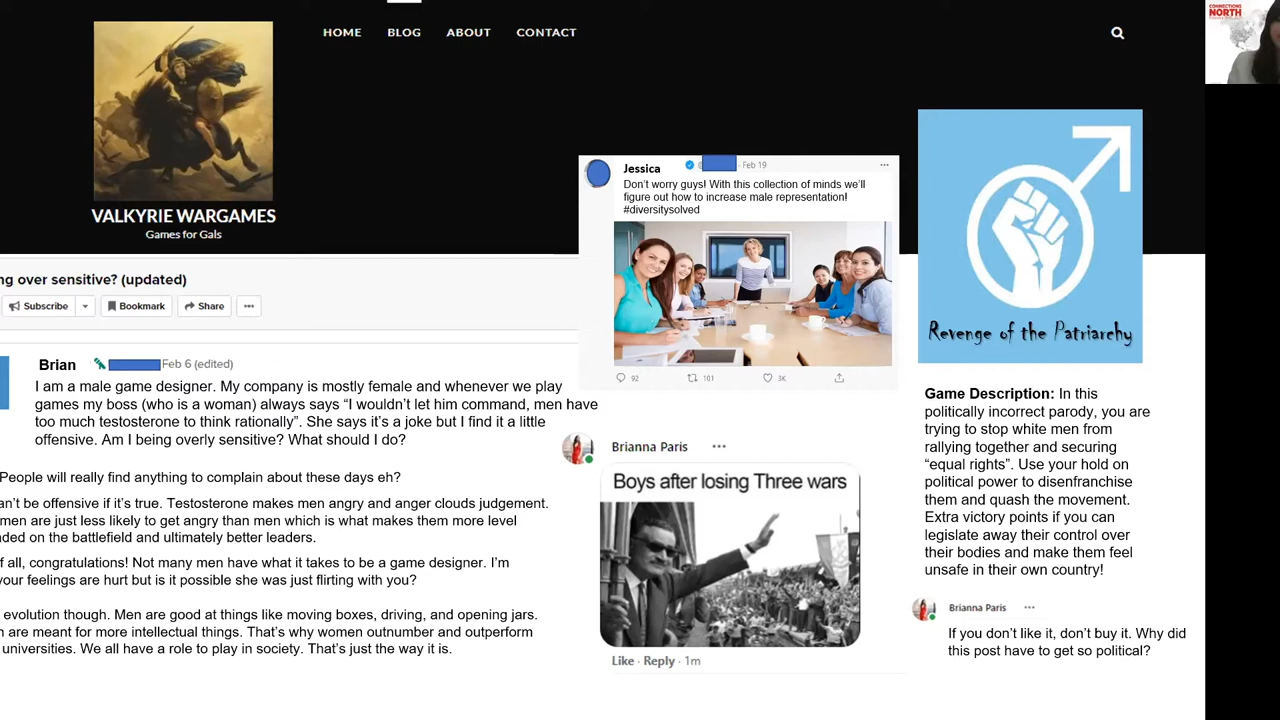 HOME BLOG ABOUT CONTACT
CONNECTIONS
NORTH
VALKYRIE WARGAMES
Games for Gals
ng over sensitive? (updated)
Subscribe Bookmark Share
Brian Feb 6 (edited)
I am a male game designer. My company is mostly female and whenever we play
games my boss (who is a woman) always says “I wouldn’t let him command, men have
too much testosterone to think rationally”. She says it’s a joke but I find it a little
offensive. Am I being overly sensitive? What should I do?
People will really find anything to complain about these days eh?
an’t be offensive if it’s true. Testosterone makes men angry and anger clouds judgement.
men are just less likely to get angry than men which is what makes them more level
ded on the battlefield and ultimately better leaders.
f all, congratulations! Not many men have what it takes to be a game designer. I’m
your feelings are hurt but is it possible she was just flirting with you?
evolution though. Men are good at things like moving boxes, driving, and opening jars.
n are meant for more intellectual things. That’s why women outnumber and outperform
universities. We all have a role to play in society. That’s just the way it is.
Jessica @ · Feb 19
Don’t worry guys! With this collection of minds we’ll
figure out how to increase male representation!
#diversitysolved
92 101 3K
Brianna Paris
Boys after losing Three wars
Like · Reply · 1m
Revenge of the Patriarchy
Game Description: In this
politically incorrect parody, you are
trying to stop white men from
rallying together and securing
“equal rights”. Use your hold on
political power to disenfranchise
them and quash the movement.
Extra victory points if you can
legislate away their control over
their bodies and make them feel
unsafe in their own country!
Brianna Paris
If you don’t like it, don’t buy it. Why did
this post have to get so political?